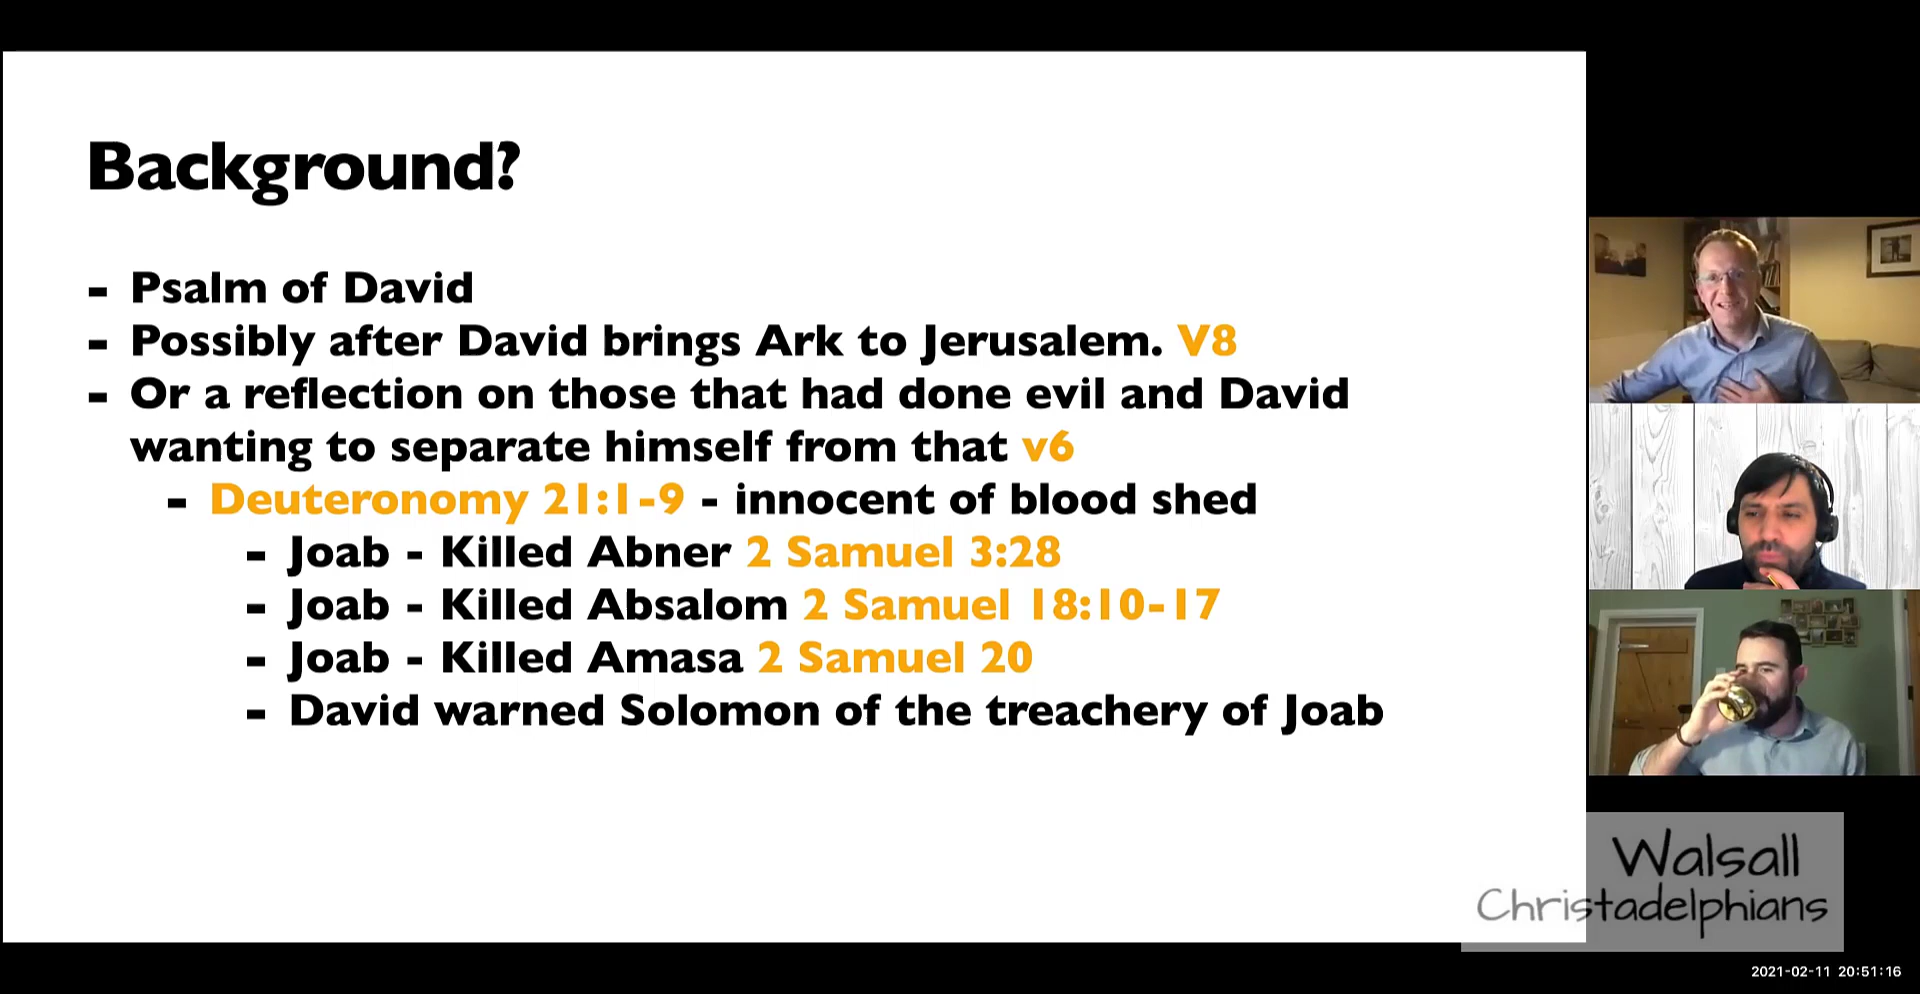 Background?
- Psalm of David
- Possibly after David brings Ark to Jerusalem. V8
- Or a reflection on those that had done evil and David
wanting to separate himself from that v6
- Deuteronomy 21:1-9 - innocent of blood shed
- Joab - Killed Abner 2 Samuel 3:28
- Joab - Killed Absalom 2 Samuel 18:10-17
- Joab - Killed Amasa 2 Samuel 20
- David warned Solomon of the treachery of Joab
Walsall
Christadelphians
2021-02-11 20:51:16